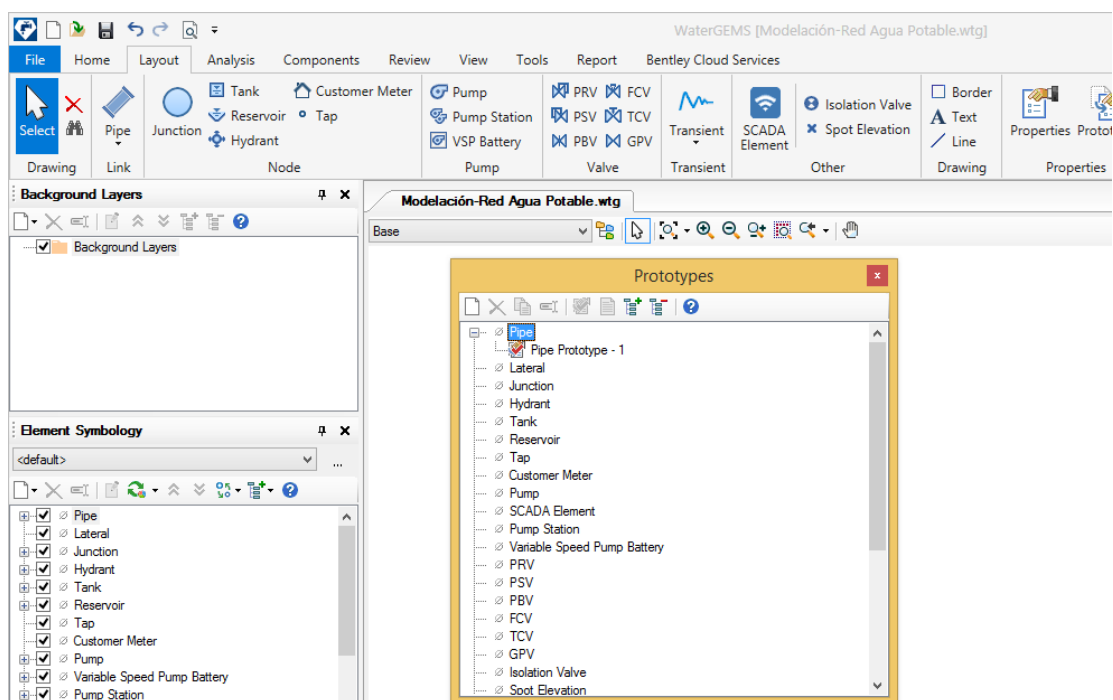 WaterGEMS [Modelación-Red Agua Potable.wtg]
File Home Layout Analysis Components Review View Tools Report Bentley Cloud Services
Select
Drawing
Pipe
Link
Junction
Tank
Reservoir
Hydrant
Customer Meter
Tap
Node
Pump
Pump Station
VSP Battery
Pump
PRV FCV
PSV TCV
PBV GPV
Valve
Transient
Transient
SCADA
Element
Isolation Valve
Spot Elevation
Other
Border
A Text
Line
Drawing
Properties Protot
Properties
Background Layers
Background Layers
Element Symbology
<default>
...
Pipe
Lateral
Junction
Hydrant
Tank
Reservoir
Tap
Customer Meter
Pump
Variable Speed Pump Battery
Pump Station
Modelación-Red Agua Potable.wtg
Base
Prototypes
Pipe
Pipe Prototype - 1
Lateral
Junction
Hydrant
Tank
Reservoir
Tap
Customer Meter
Pump
SCADA Element
Pump Station
Variable Speed Pump Battery
PRV
PSV
PBV
FCV
TCV
GPV
Isolation Valve
Spot Elevation